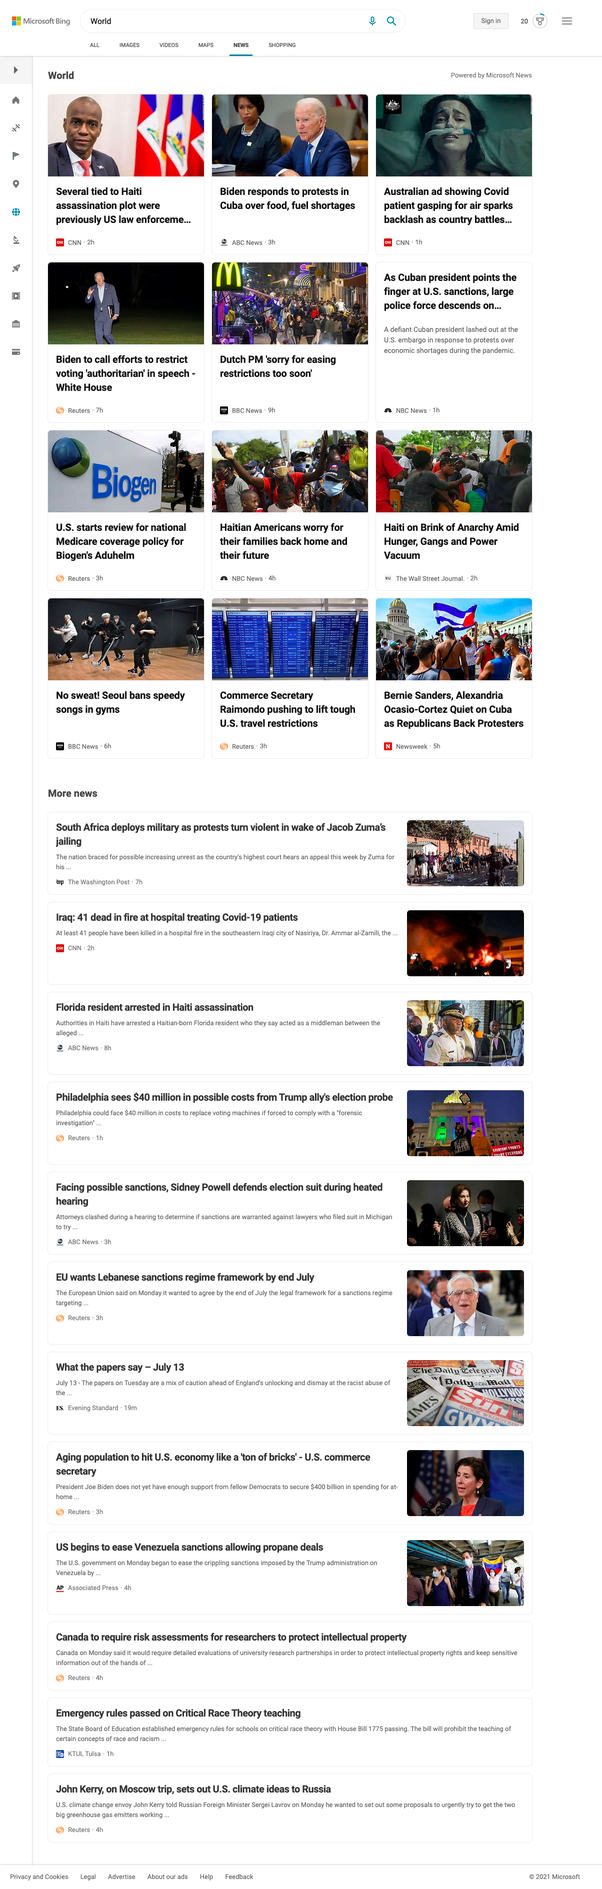 Microsoft Bing
World
Sign in
20
ALL
IMAGES
VIDEOS
MAPS
NEWS
SHOPPING
World
Powered by Microsoft News
Several tied to Haiti
assassination plot were
previously US law enforceme...
CNN · 2h
Biden responds to protests in
Cuba over food, fuel shortages
ABC News · 3h
Australian ad showing Covid
patient gasping for air sparks
backlash as country battles...
CNN · 1h
Biden to call efforts to restrict
voting 'authoritarian' in speech -
White House
Reuters · 7h
Dutch PM 'sorry for easing
restrictions too soon'
BBC News · 9h
As Cuban president points the
finger at U.S. sanctions, large
police force descends on...
A defiant Cuban president lashed out at the
U.S. embargo in response to protests over
economic shortages during the pandemic.
NBC News · 1h
Biogen
U.S. starts review for national
Medicare coverage policy for
Biogen's Aduhelm
Reuters · 3h
Haitian Americans worry for
their families back home and
their future
NBC News · 4h
Haiti on Brink of Anarchy Amid
Hunger, Gangs and Power
Vacuum
The Wall Street Journal. · 2h
No sweat! Seoul bans speedy
songs in gyms
BBC News · 6h
Commerce Secretary
Raimondo pushing to lift tough
U.S. travel restrictions
Reuters · 3h
Bernie Sanders, Alexandria
Ocasio-Cortez Quiet on Cuba
as Republicans Back Protesters
Newsweek · 5h
More news
South Africa deploys military as protests turn violent in wake of Jacob Zuma's
jailing
The nation braced for possible increasing unrest as the country's highest court hears an appeal this week by Zuma for
his ...
The Washington Post · 7h
Iraq: 41 dead in fire at hospital treating Covid-19 patients
At least 41 people have been killed in a hospital fire in the southeastern Iraqi city of Nasiriya, Dr. Ammar al-Zamili, the ...
CNN · 2h
Florida resident arrested in Haiti assassination
Authorities in Haiti have arrested a Haitian-born Florida resident who they say acted as a middleman between the
alleged ...
ABC News · 8h
Philadelphia sees $40 million in possible costs from Trump ally's election probe
Philadelphia could face $40 million in costs to replace voting machines if forced to comply with a "forensic
investigation" ...
Reuters · 1h
Facing possible sanctions, Sidney Powell defends election suit during heated
hearing
Attorneys clashed during a hearing to determine if sanctions are warranted against lawyers who filed suit in Michigan
to try ...
ABC News · 3h
EU wants Lebanese sanctions regime framework by end July
The European Union said on Monday it wanted to agree by the end of July the legal framework for a sanctions regime
targeting ...
Reuters · 3h
What the papers say – July 13
July 13 - The papers on Tuesday are a mix of caution ahead of England's unlocking and dismay at the racist abuse of
the ...
Evening Standard · 19m
The Daily Telegraph
Daily Mail
Sun
Aging population to hit U.S. economy like a 'ton of bricks' - U.S. commerce
secretary
President Joe Biden does not yet have enough support from fellow Democrats to secure $400 billion in spending for at-
home ...
Reuters · 3h
US begins to ease Venezuela sanctions allowing propane deals
The U.S. government on Monday began to ease the crippling sanctions imposed by the Trump administration on
Venezuela by ...
Associated Press · 4h
Canada to require risk assessments for researchers to protect intellectual property
Canada on Monday said it would require detailed evaluations of university research partnerships in order to protect intellectual property rights and keep sensitive
information out of the hands of ...
Reuters · 4h
Emergency rules passed on Critical Race Theory teaching
The State Board of Education established emergency rules for schools on critical race theory with House Bill 1775 passing. The bill will prohibit the teaching of
certain concepts of race and racism ...
KTUL Tulsa · 1h
John Kerry, on Moscow trip, sets out U.S. climate ideas to Russia
U.S. climate change envoy John Kerry told Russian Foreign Minister Sergei Lavrov on Monday he wanted to set out some proposals to urgently try to get the two
big greenhouse gas emitters working ...
Reuters · 4h
Privacy and Cookies
Legal
Advertise
About our ads
Help
Feedback
© 2021 Microsoft